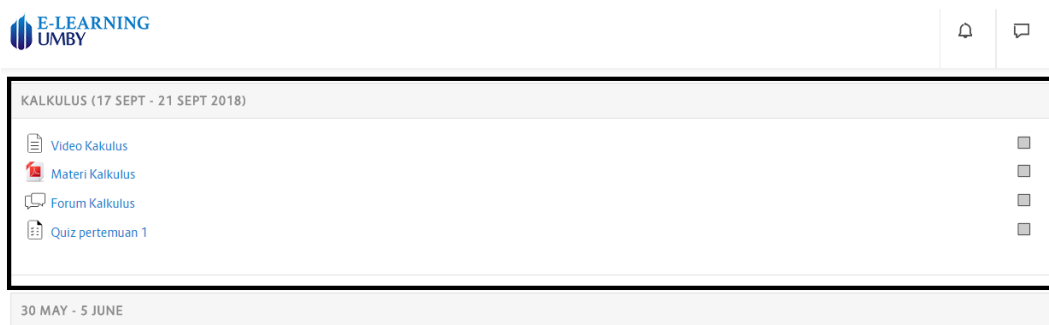 E-LEARNING
UMBY
KALKULUS (17 SEPT - 21 SEPT 2018)
Video Kakulus
Materi Kalkulus
Forum Kalkulus
Quiz pertemuan 1
30 MAY - 5 JUNE